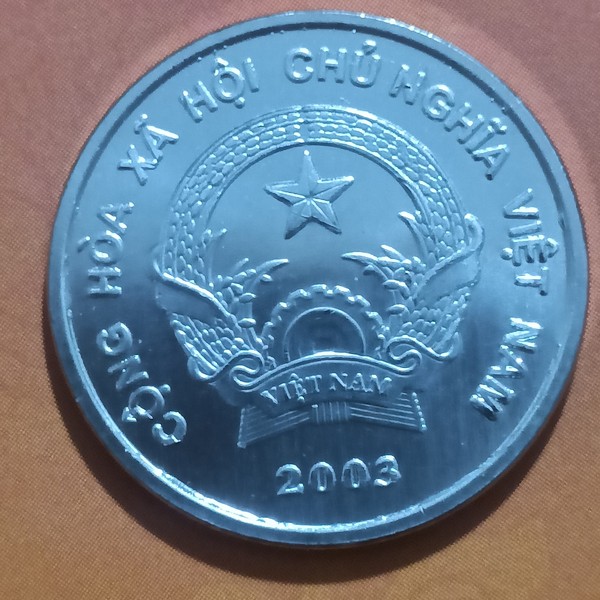 CỘNG HÒA XÃ HỘI CHỦ NGHĨA VIỆT NAM
VIỆT NAM
2003